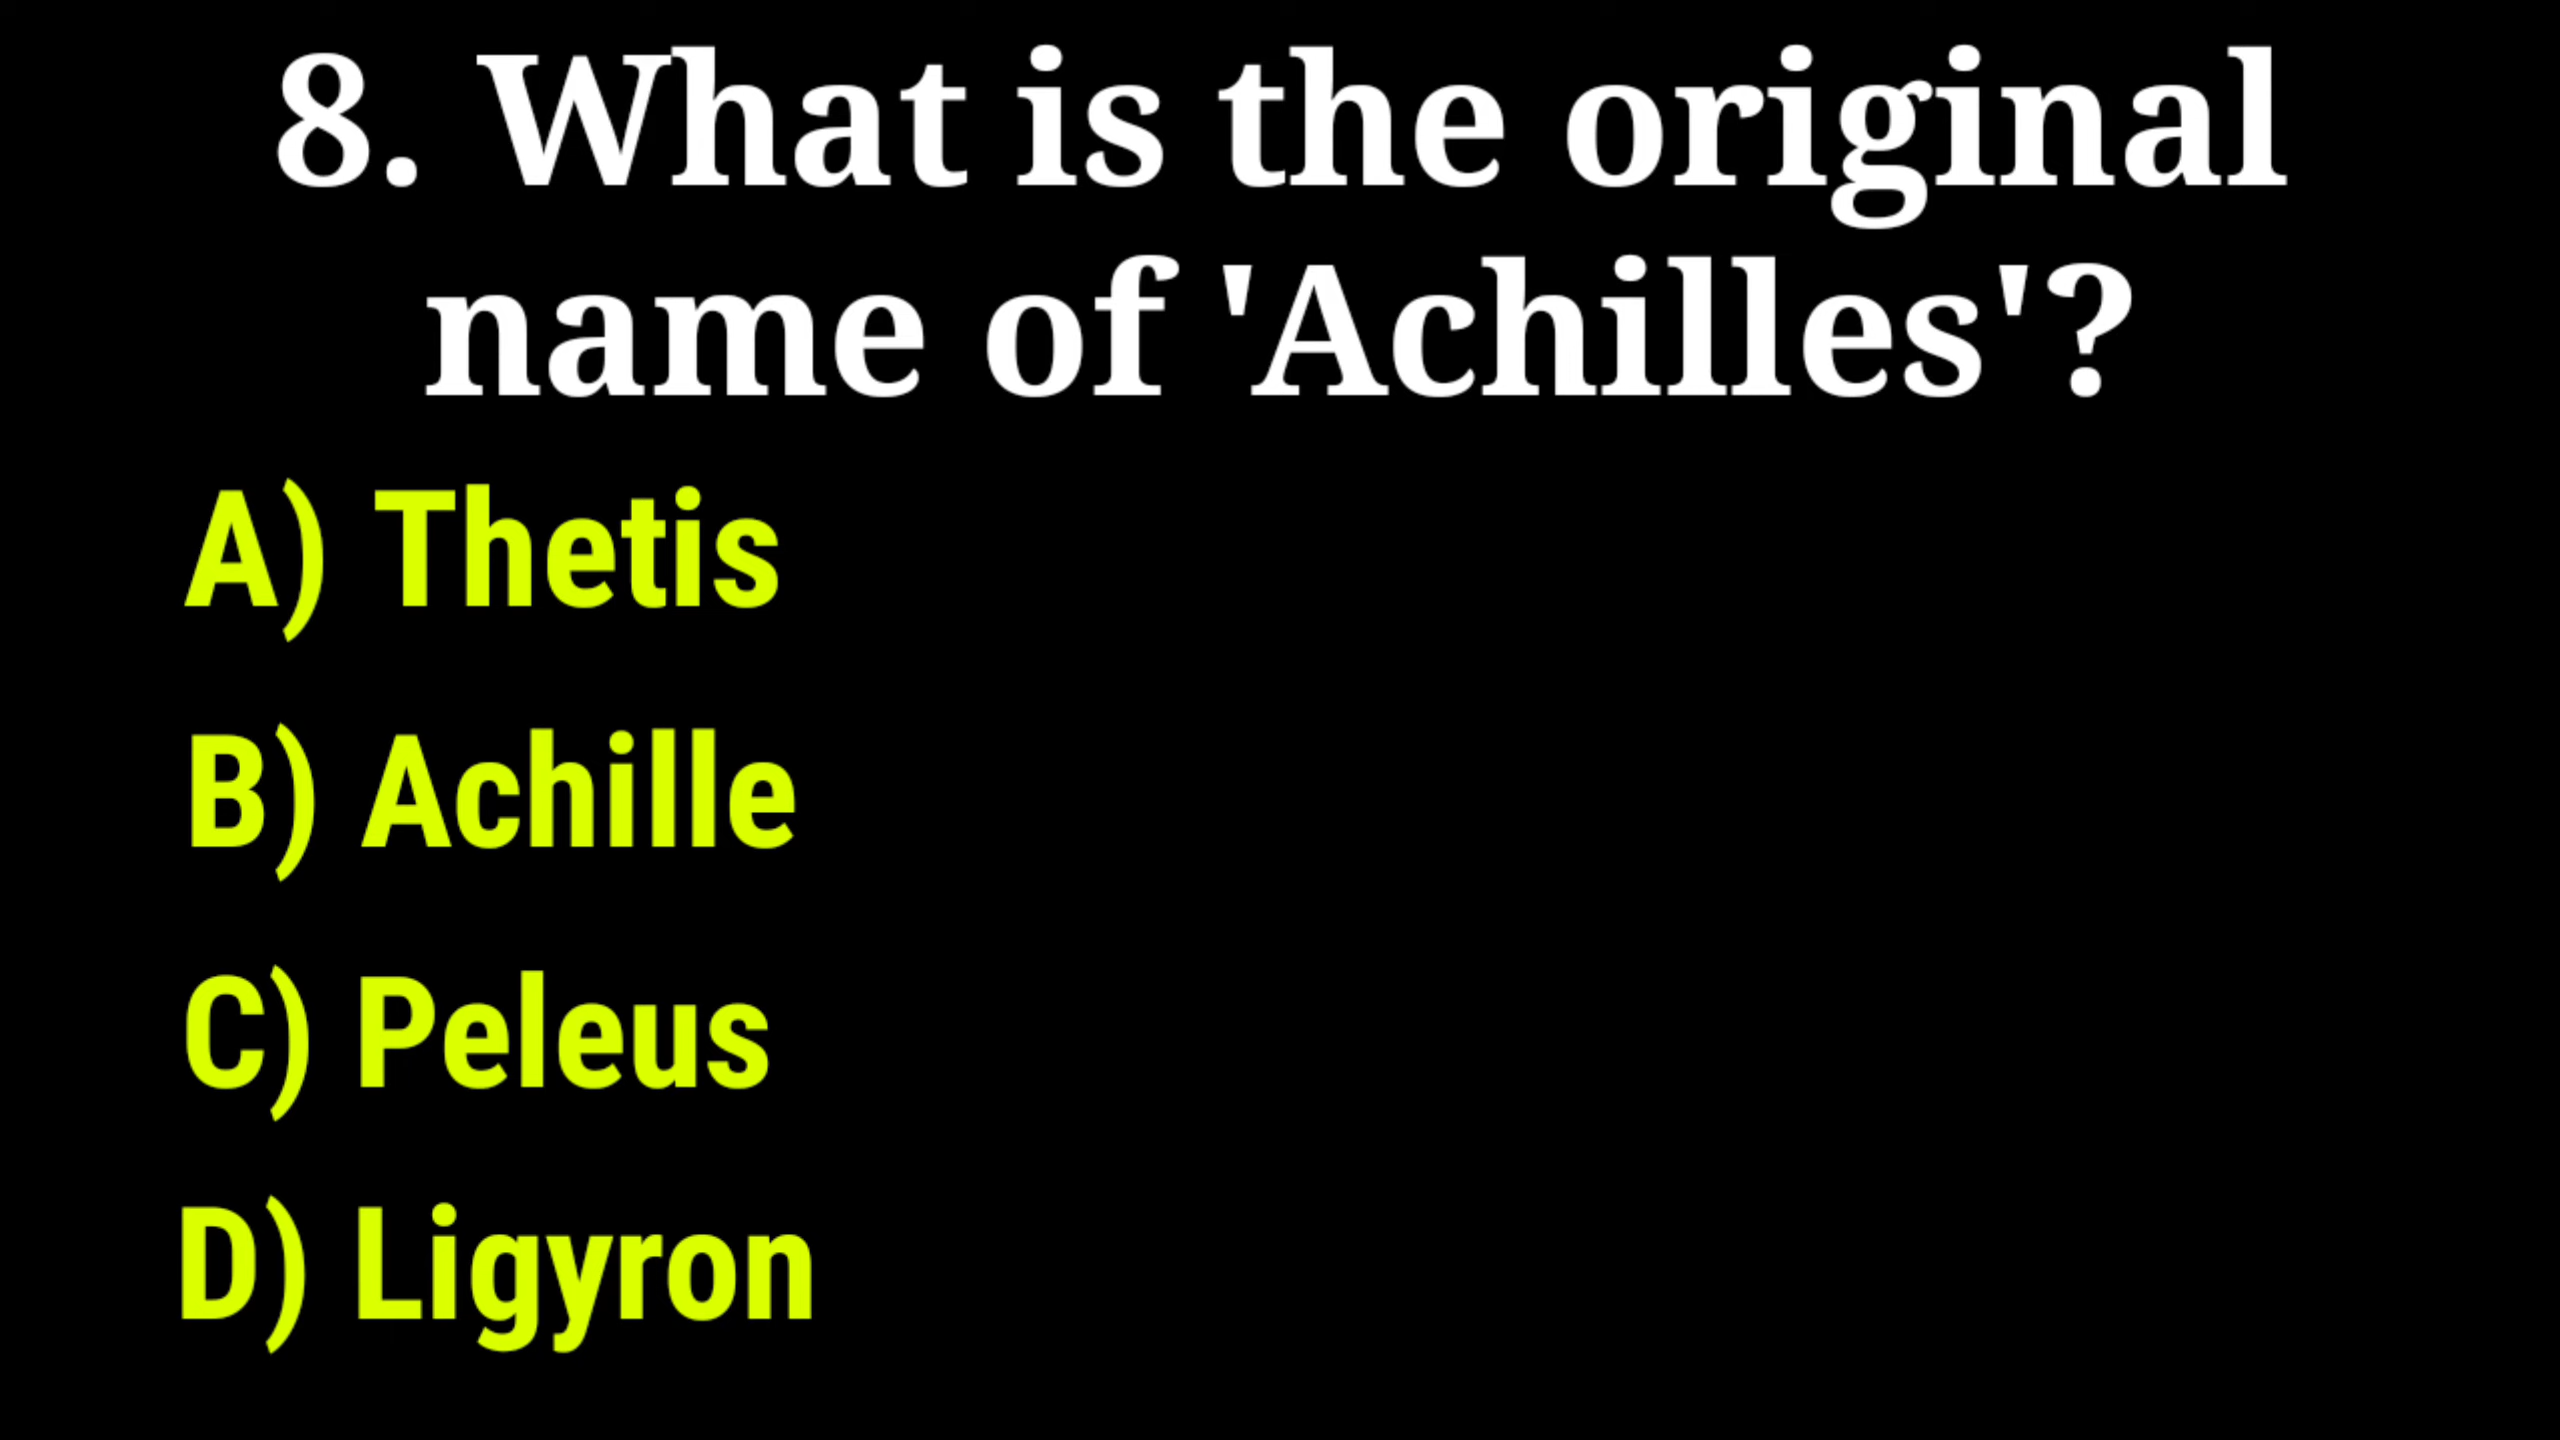 8. What is the original
name of 'Achilles'?
A) Thetis
B) Achille
C) Peleus
D) Ligyron